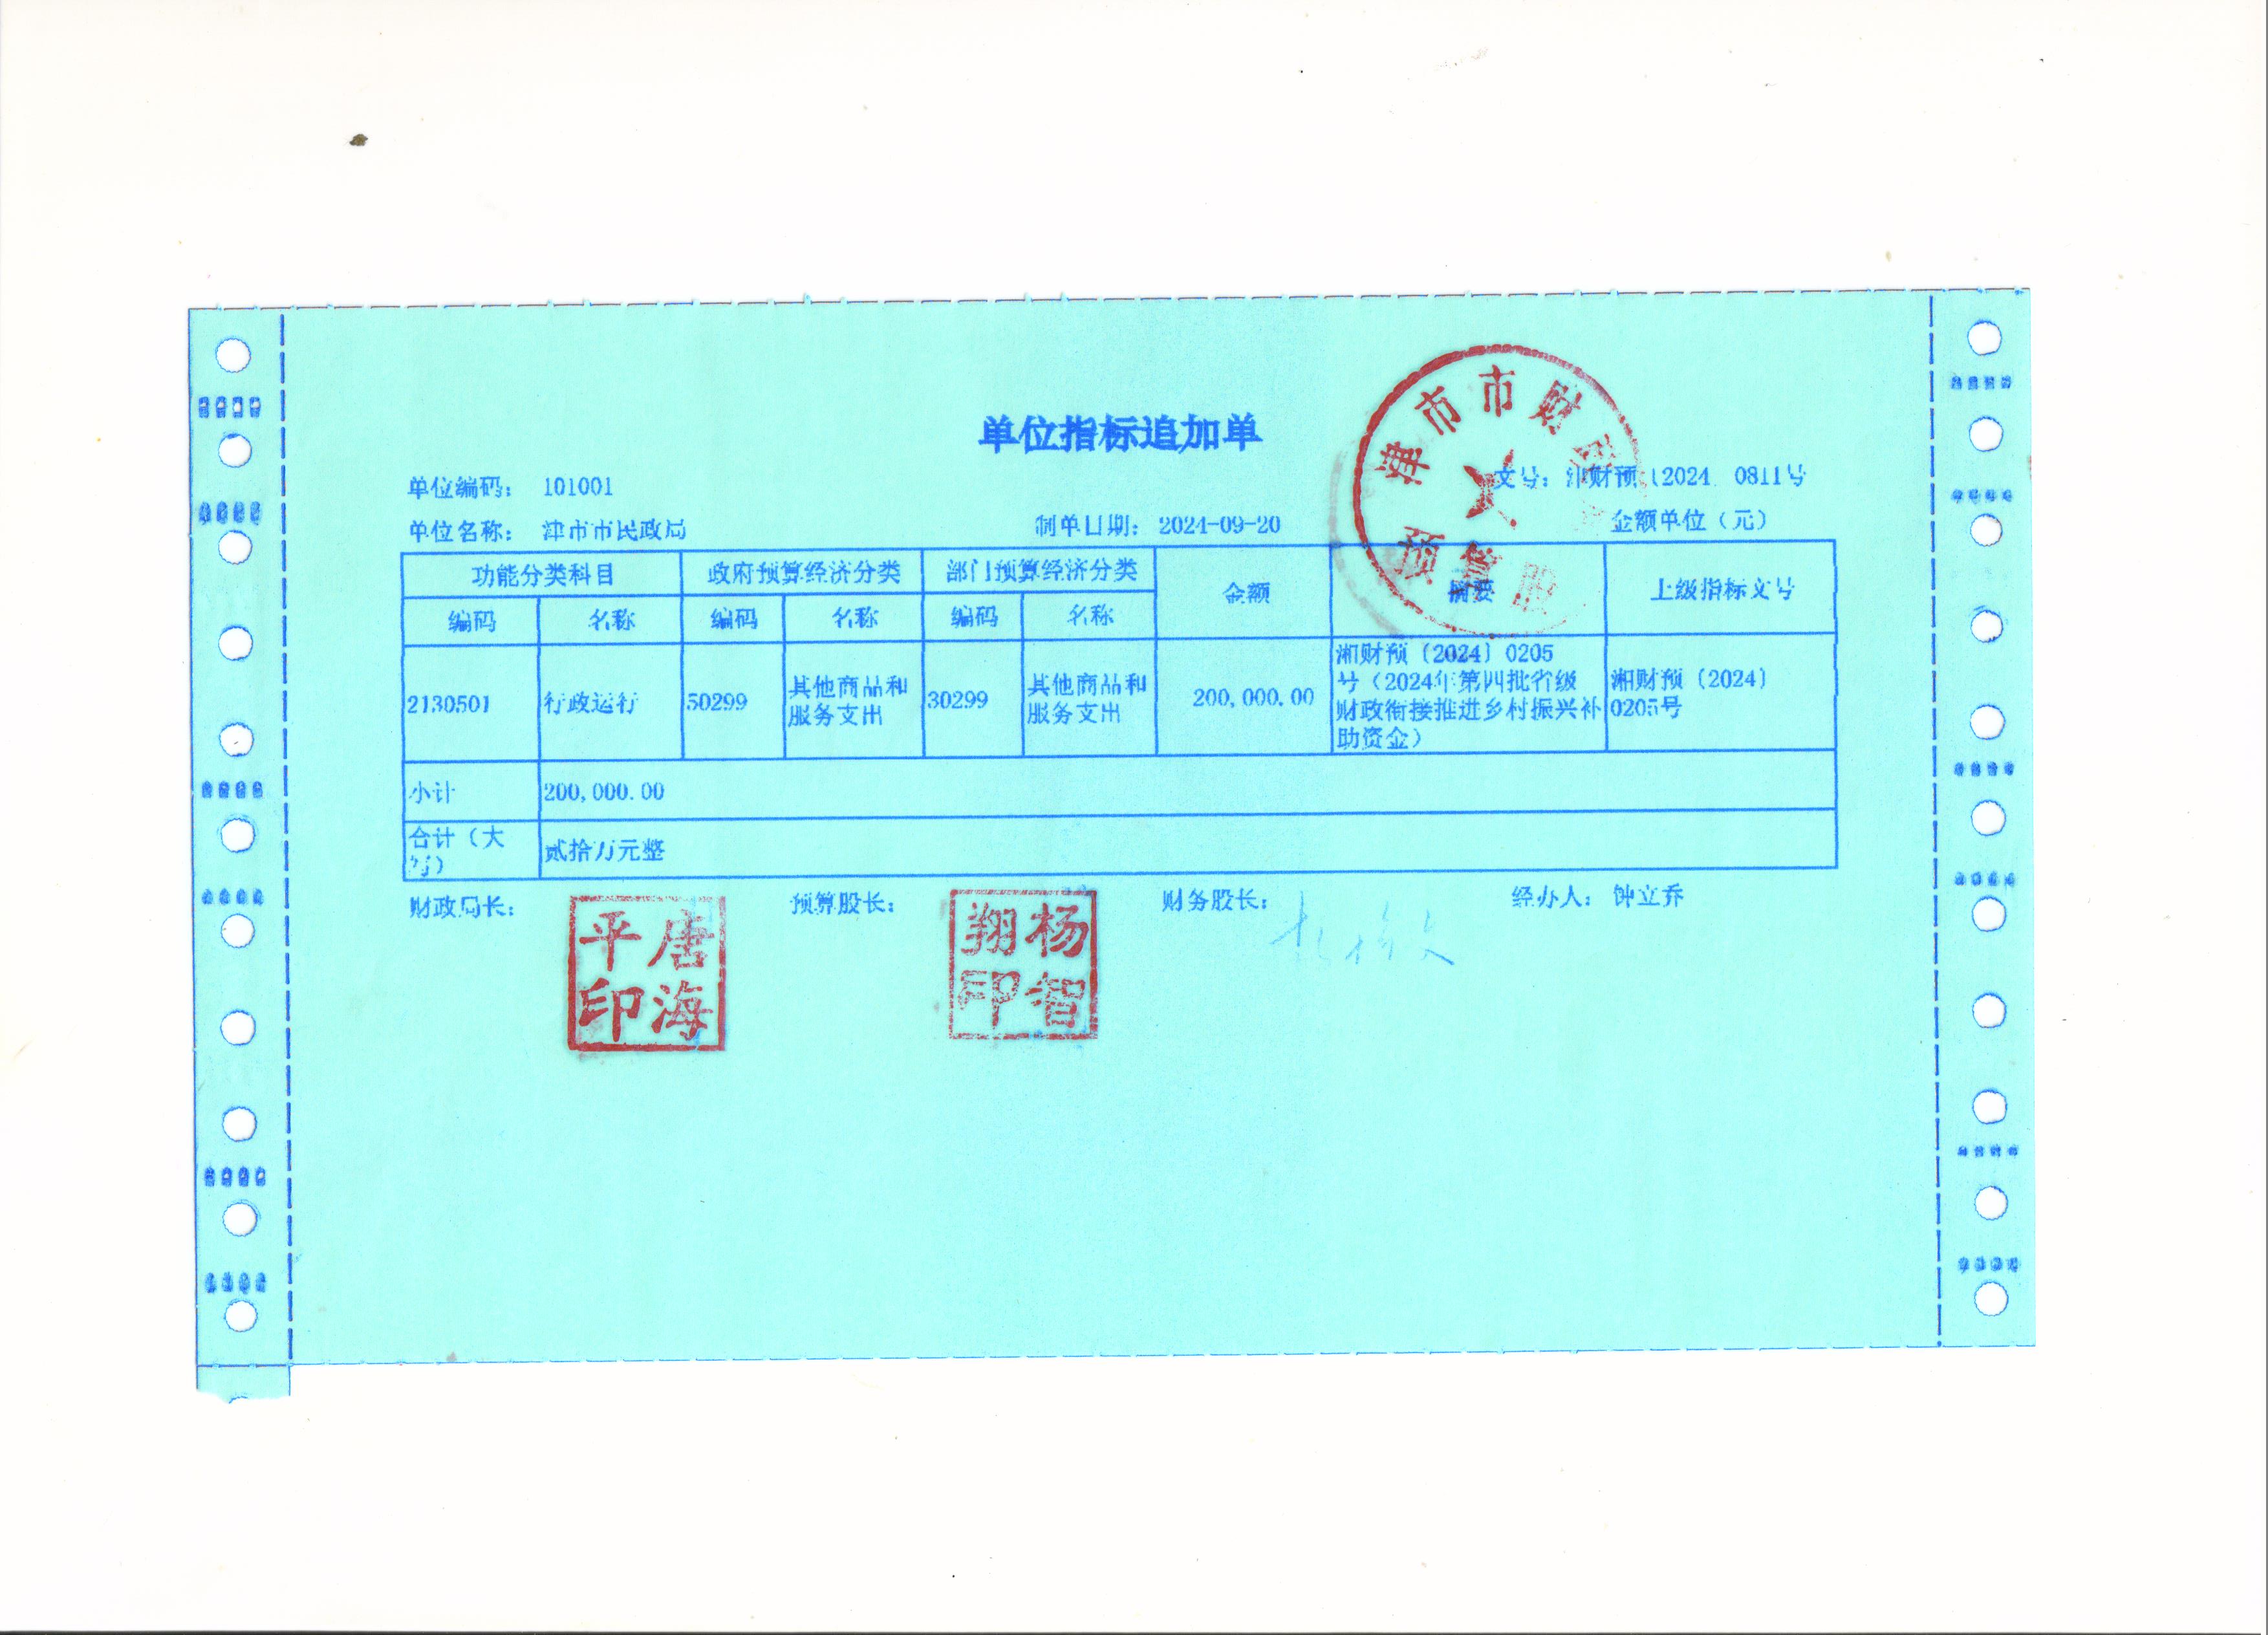 单位指标追加单
单位编码： 101001
文号： 津财预〔2024〕0811号
单位名称： 津市市民政局 制单日期： 2024-09-20 金额单位（元）
功能分类科目 政府预算经济分类 部门预算经济分类 金额 摘要 上级指标文号
编码 名称 编码 名称 编码 名称
2130501 行政运行 50299 其他商品和服务支出 30299 其他商品和服务支出 200,000.00
湘财预〔2024〕0205
号（2024年第四批省级
财政衔接推进乡村振兴补
助资金）
湘财预〔2024〕
0205号
小计 200,000.00
合计（大写） 贰拾万元整
财政局长： 预算股长： 财务股长： 经办人： 钟立乔
唐海平印
杨智翔印
津市市财政局
预算股